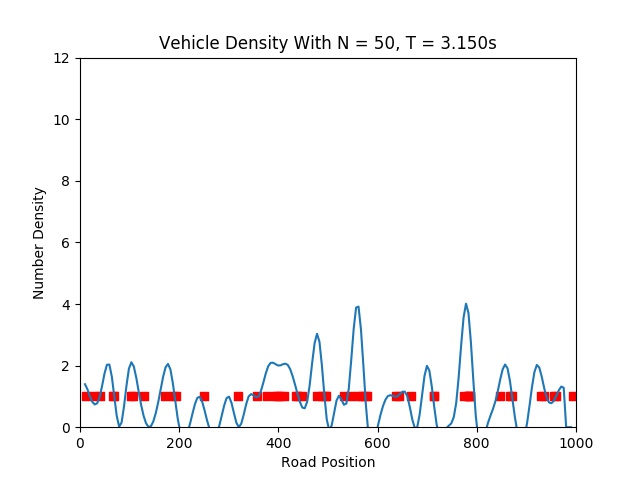 Vehicle Density With N = 50, T = 3.150s
12
10
8
6
4
2
0
Number Density
0 200 400 600 800 1000
Road Position